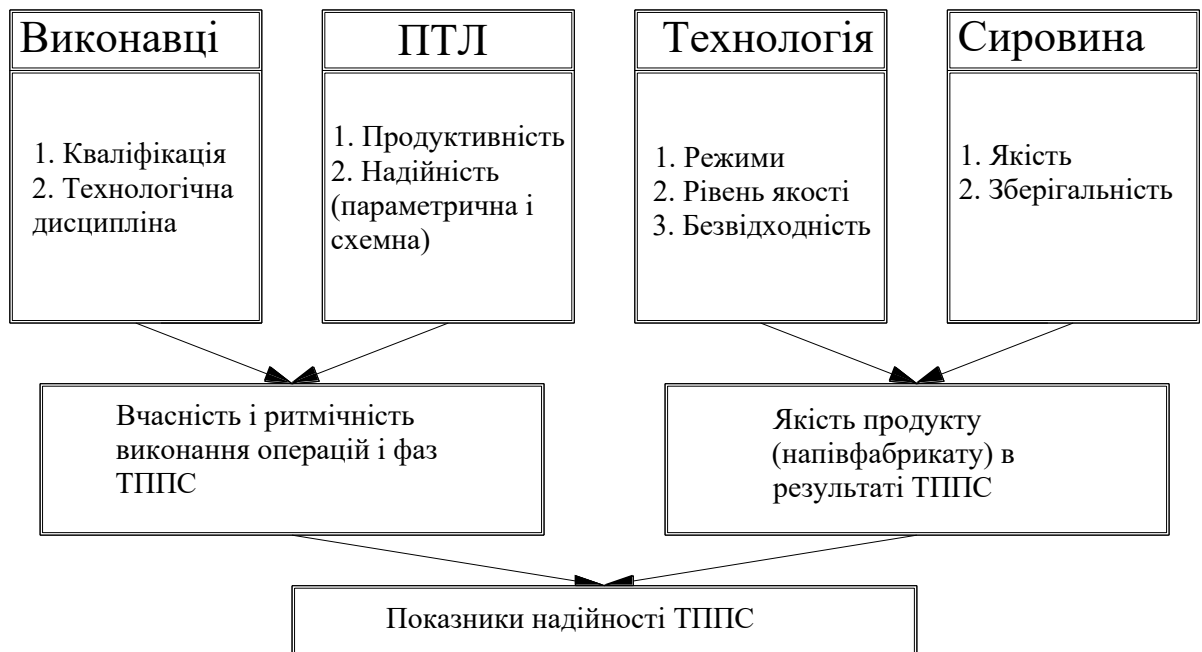 Виконавці
1. Кваліфікація
2. Технологічна
дисципліна
ПТЛ
1. Продуктивність
2. Надійність
(параметрична і
схемна)
Технологія
1. Режими
2. Рівень якості
3. Безвідходність
Сировина
1. Якість
2. Зберігальність
Вчасність і ритмічність
виконання операцій і фаз
ТППС
Якість продукту
(напівфабрикату) в
результаті ТППС
Показники надійності ТППС